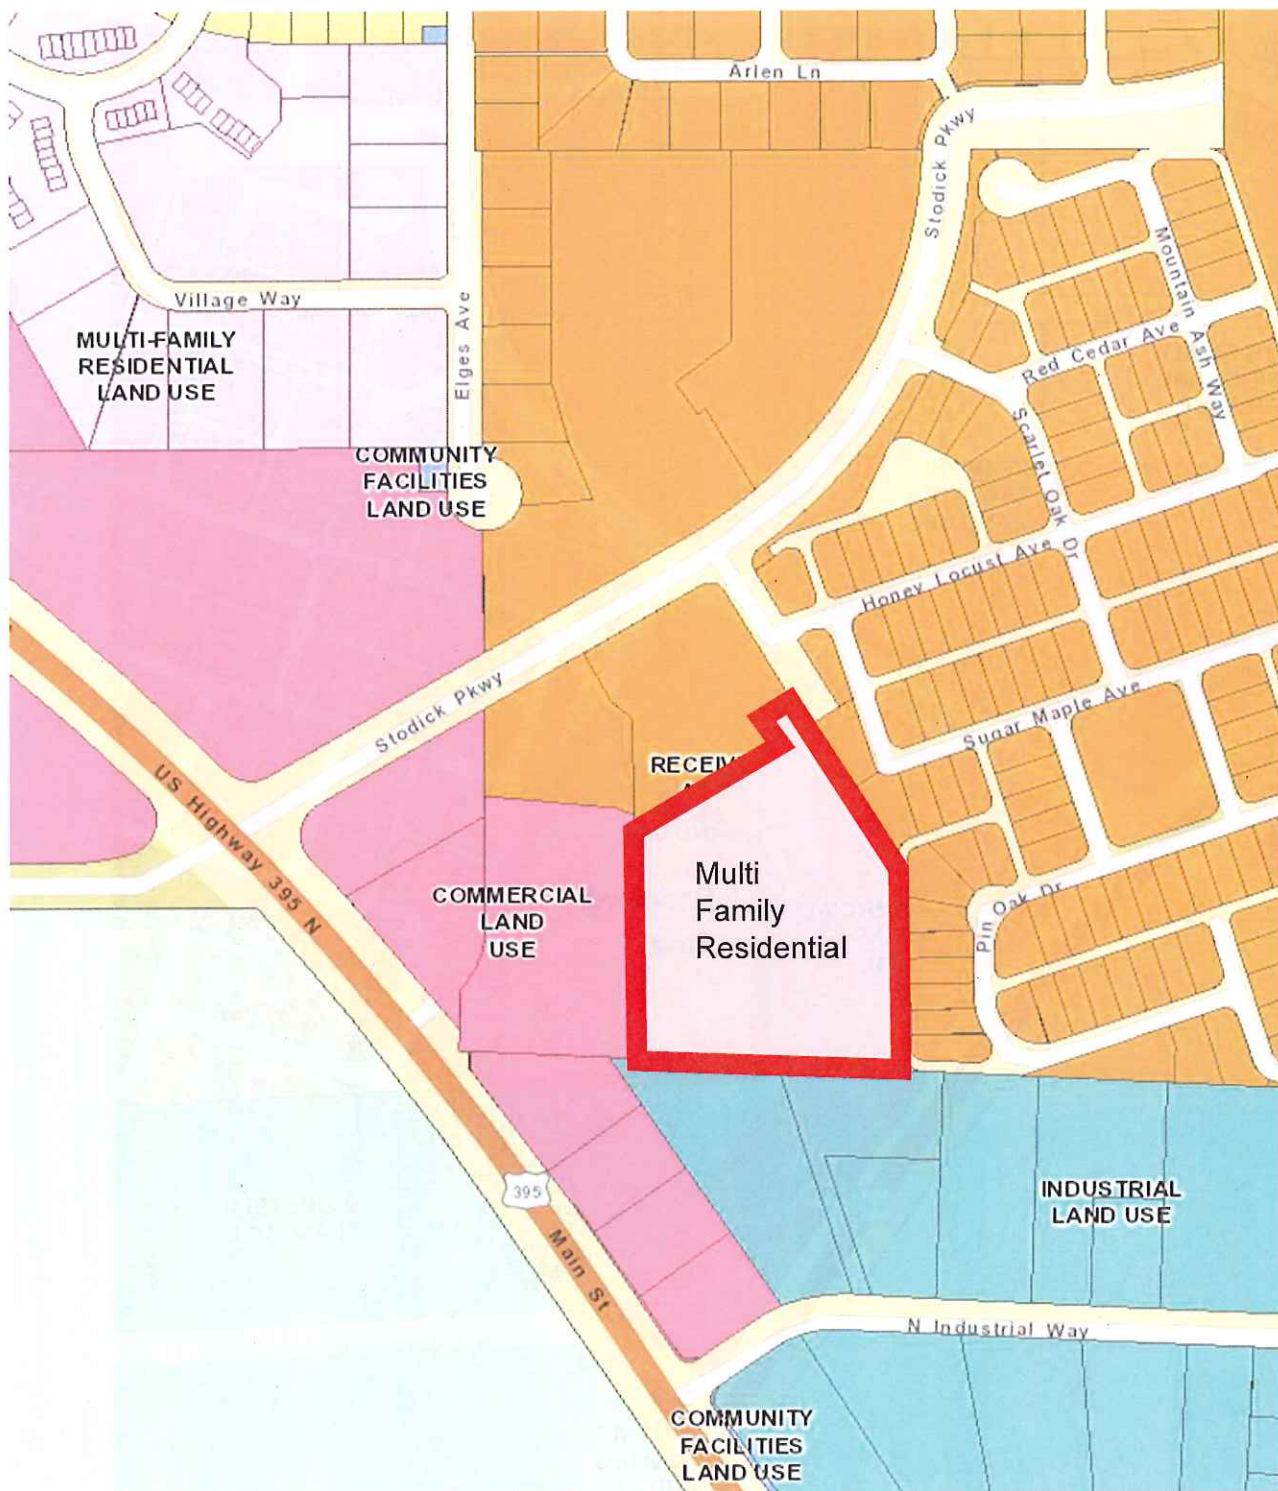 Arlen Ln
Stodick Pkwy
Mountain Ash Way
Village Way
Elges Ave
MULTI-FAMILY
RESIDENTIAL
LAND USE
Red Cedar Ave
Scarlet Oak Dr
COMMUNITY
FACILITIES
LAND USE
Honey Locust Ave
Stodick Pkwy
Sugar Maple Ave
US Highway 395 N
COMMERCIAL
LAND
USE
Multi
Family
Residential
Pin Oak Dr
395
INDUSTRIAL
LAND USE
Main St
N Industrial Way
COMMUNITY
FACILITIES
LAND USE